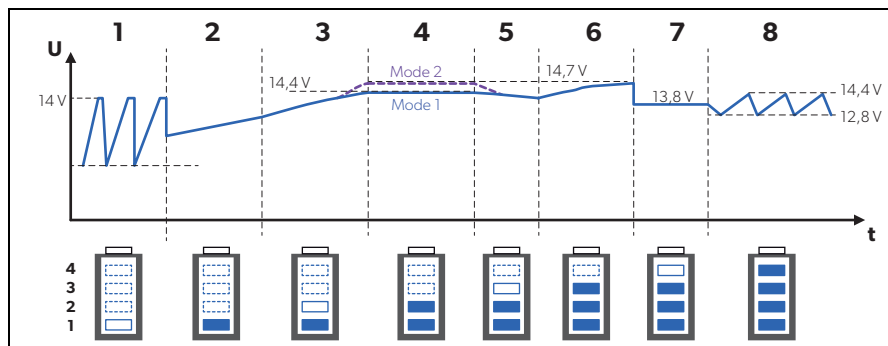 1 2 3 4 5 6 7 8
U
Mode 2
14,4 V
14,7 V
14 V
Mode 1
13,8 V
14,4 V
12,8 V
t
4
3
2
1